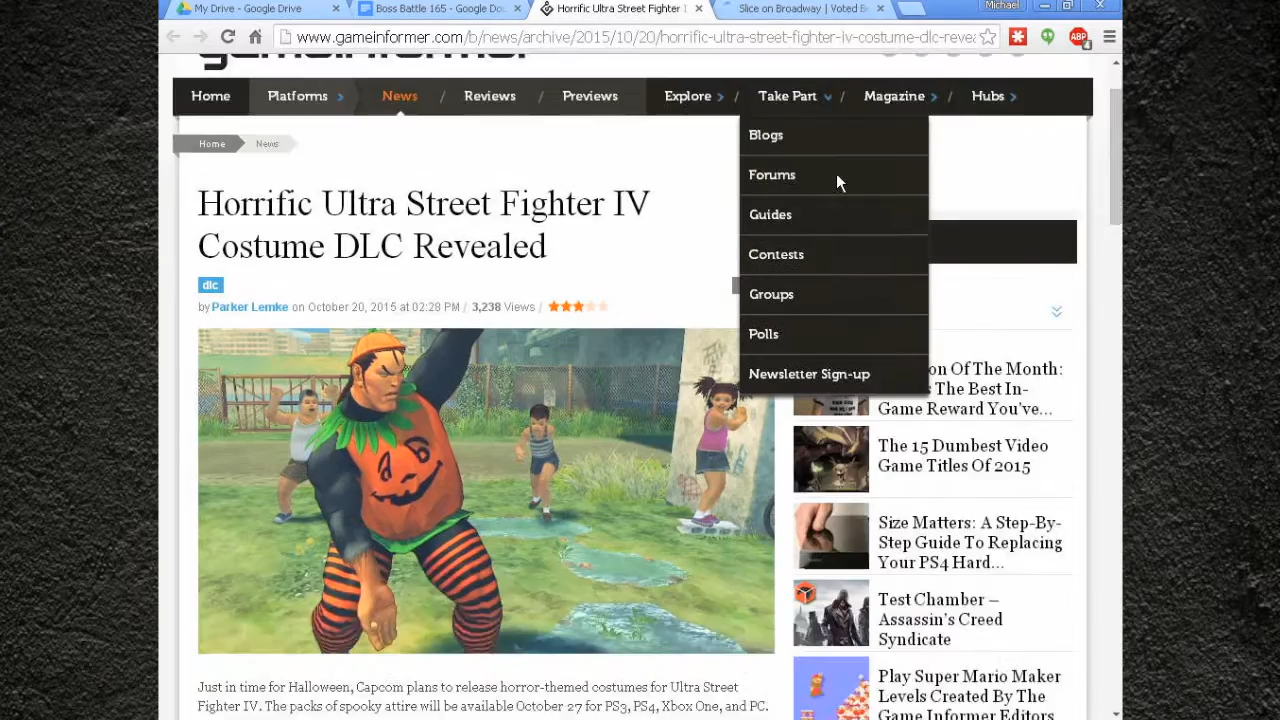 My Drive - Google Drive
Boss Battle 165 - Google Do
Horrific Ultra Street Fighter I
Slice on Broadway | Voted B
Michael
www.gameinformer.com/b/news/archive/2015/10/20/horrific-ultra-street-fighter-iv-costume-dlc-revea
ABP
4
gameinformer
Home
Platforms
News
/
Reviews
/
Previews
Explore
/
Take Part
/
Magazine
/
Hubs
Blogs
Home
News
Forums
Horrific Ultra Street Fighter IV
Costume DLC Revealed
Guides
Contests
Groups
Polls
Newsletter Sign-up
dlc
by Parker Lemke on October 20, 2015 at 02:28 PM / 3,238 Views /
on Of The Month:
s The Best In-
Game Reward You've...
The 15 Dumbest Video
Game Titles Of 2015
Size Matters: A Step-By-
Step Guide To Replacing
Your PS4 Hard...
Test Chamber –
Assassin's Creed
Syndicate
Play Super Mario Maker
Levels Created By The
Game Informer Editors
Just in time for Halloween, Capcom plans to release horror-themed costumes for Ultra Street
Fighter IV. The packs of spooky attire will be available October 27 for PS3, PS4, Xbox One, and PC.